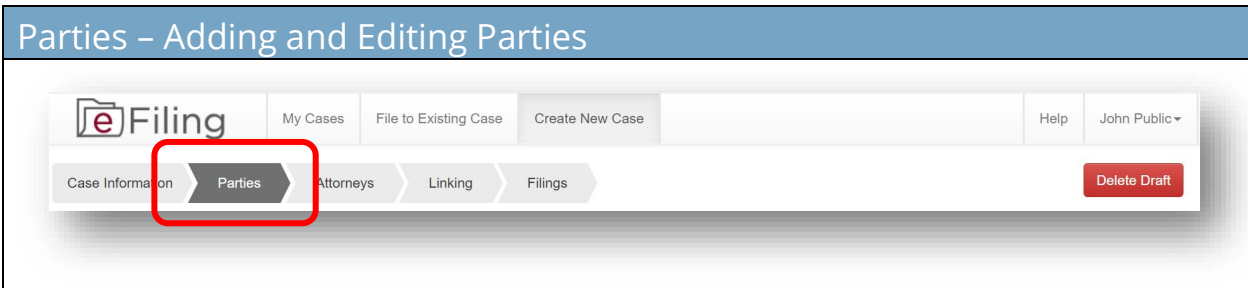 Parties – Adding and Editing Parties
eFiling My Cases File to Existing Case Create New Case Help John Public
Case Information Parties Attorneys Linking Filings Delete Draft